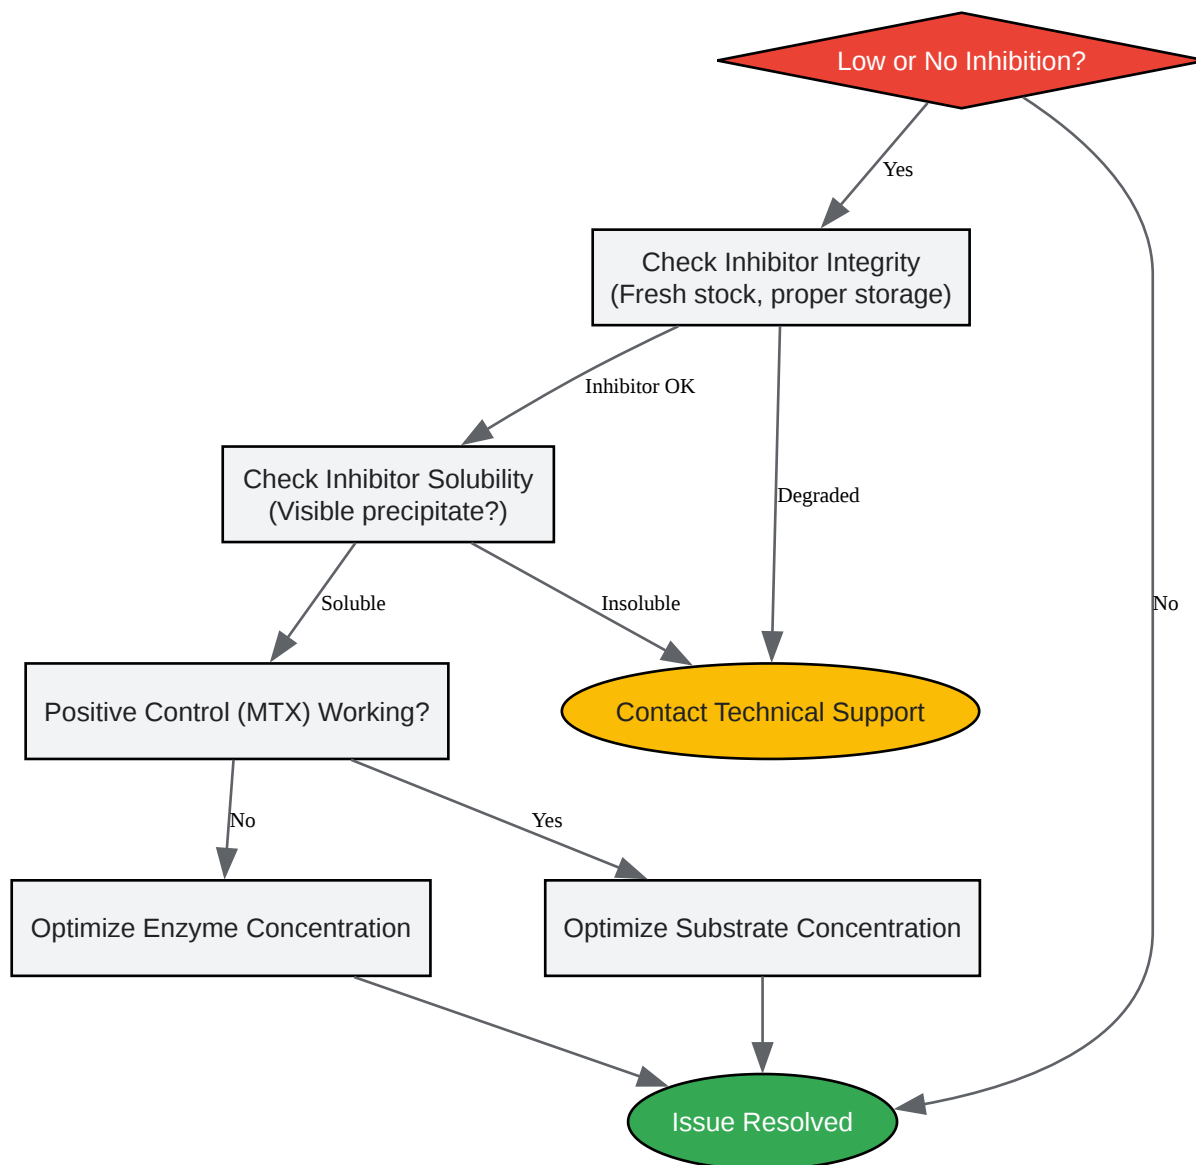 Low or No Inhibition?
Yes
Check Inhibitor Integrity
(Fresh stock, proper storage)
Inhibitor OK
Check Inhibitor Solubility
(Visible precipitate?)
Degraded
Soluble
Insoluble
No
Positive Control (MTX) Working?
Contact Technical Support
No
Yes
Optimize Enzyme Concentration
Optimize Substrate Concentration
Issue Resolved